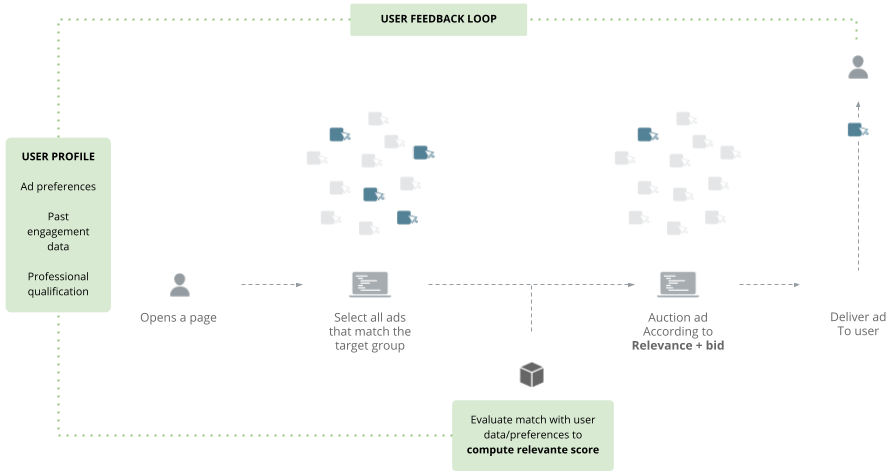 USER FEEDBACK LOOP
USER PROFILE
Ad preferences
Past
engagement
data
Professional
qualification
Opens a page
Select all ads
that match the
target group
Evaluate match with user
data/preferences to
compute relevante score
Auction ad
According to
Relevance + bid
Deliver ad
To user